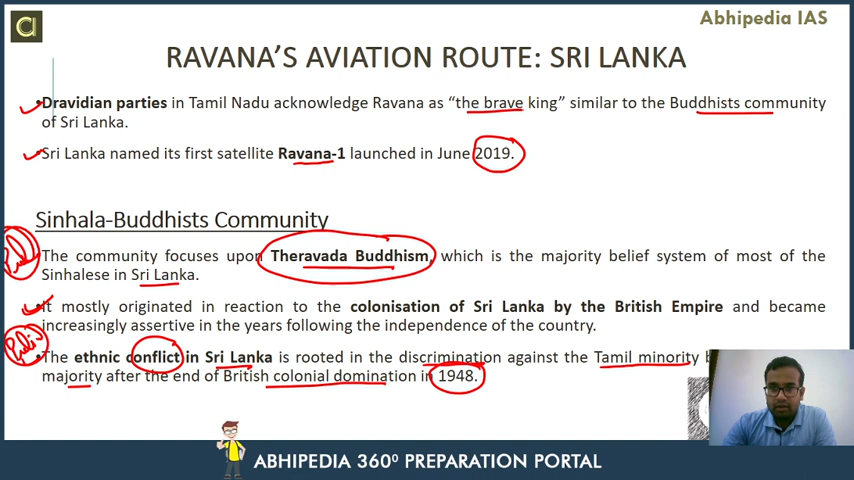 Abhipedia IAS
RAVANA'S AVIATION ROUTE: SRI LANKA
•Dravidian parties in Tamil Nadu acknowledge Ravana as “the brave king” similar to the Buddhists community
of Sri Lanka.
•Sri Lanka named its first satellite Ravana-1 launched in June 2019.
Sinhala-Buddhists Community
The community focuses upon Theravada Buddhism, which is the majority belief system of most of the
Sinhalese in Sri Lanka.
•It mostly originated in reaction to the colonisation of Sri Lanka by the British Empire and became
increasingly assertive in the years following the independence of the country.
•The ethnic conflict in Sri Lanka is rooted in the discrimination against the Tamil minority
majority after the end of British colonial domination in 1948.
ABHIPEDIA 360⁰ PREPARATION PORTAL